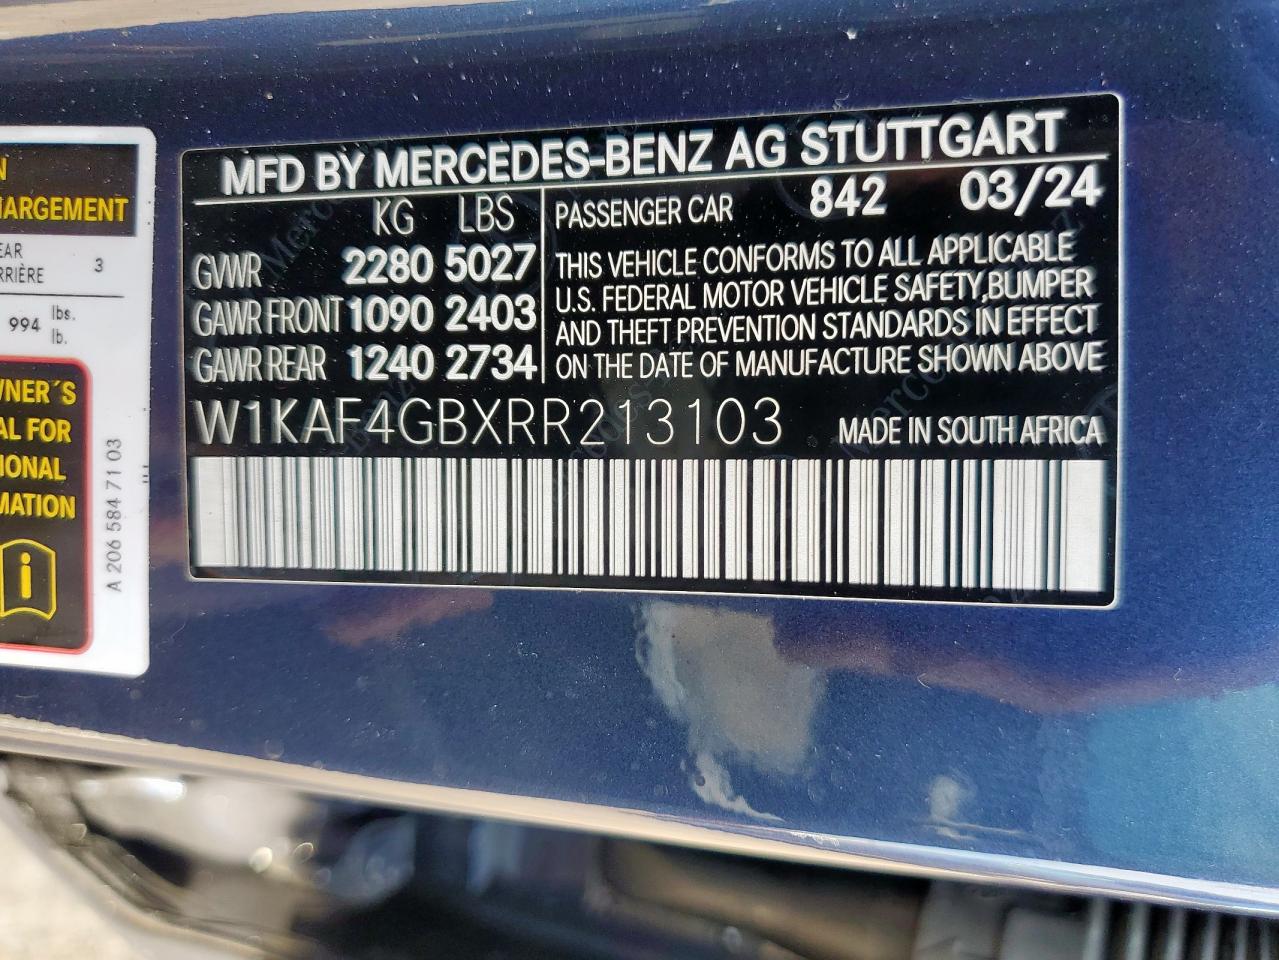 N
HARGEMENT
EAR
RRIÈRE
3
994 lbs.
lb.
WNER'S
AL FOR
IONAL
MATION
i
A 206 584 71 03
MFD BY MERCEDES-BENZ AG STUTTGART
KG LBS
GVWR 2280 5027
GAWR FRONT 1090 2403
GAWR REAR 1240 2734
PASSENGER CAR 842 03/24
THIS VEHICLE CONFORMS TO ALL APPLICABLE
U.S. FEDERAL MOTOR VEHICLE SAFETY,BUMPER
AND THEFT PREVENTION STANDARDS IN EFFECT
ON THE DATE OF MANUFACTURE SHOWN ABOVE
W1KAF4GBXRR213103 MADE IN SOUTH AFRICA